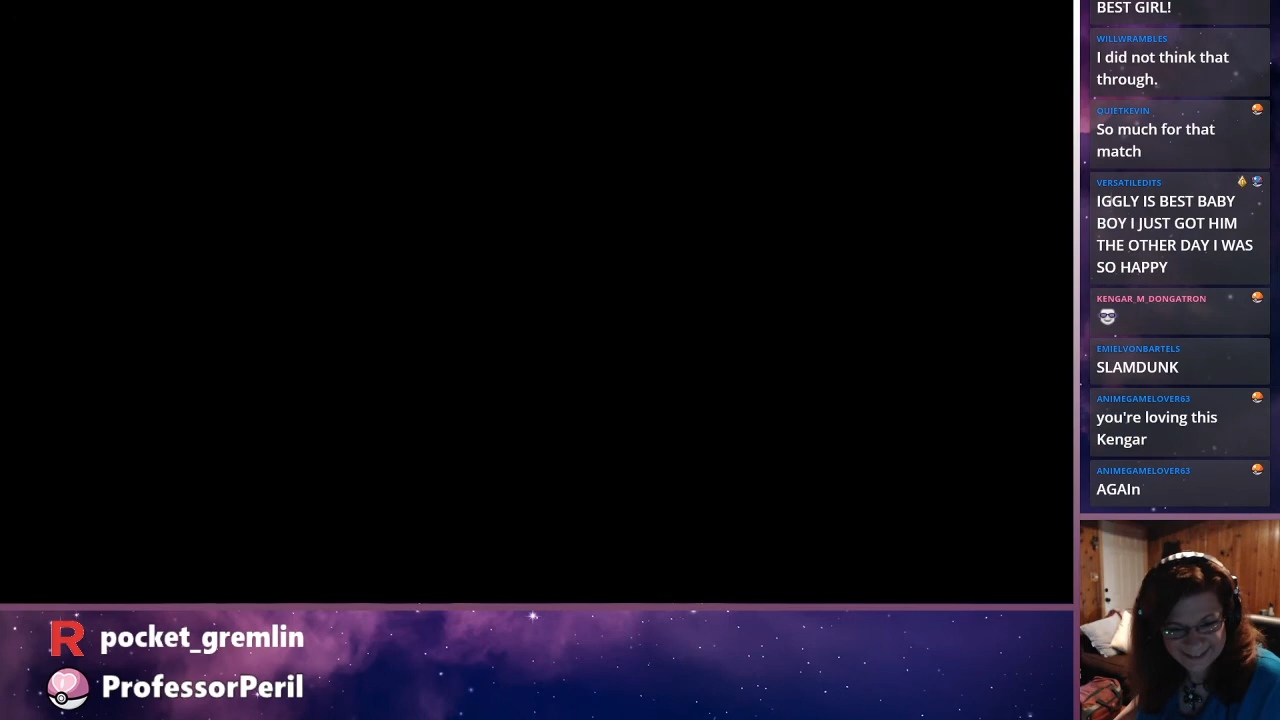 BEST GIRL!
WILLWRAMBLES
I did not think that
through.
QUIETKEVIN
So much for that
match
VERSATILEDITS
IGGLY IS BEST BABY
BOY I JUST GOT HIM
THE OTHER DAY I WAS
SO HAPPY
KENGAR_M_DONGATRON
EMIELVONBARTELS
SLAMDUNK
ANIMEGAMELOVER63
you're loving this
Kengar
ANIMEGAMELOVER63
AGAIn
R pocket_gremlin
ProfessorPeril